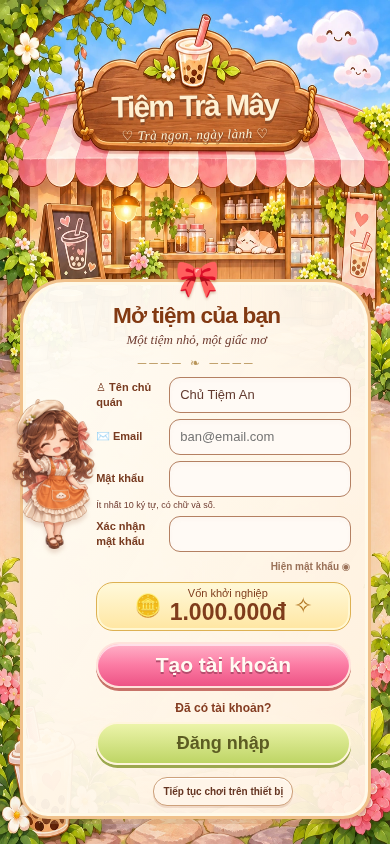 Tiệm Trà Mây
♡ Trà ngon, ngày lành ♡
Mở tiệm của bạn
Một tiệm nhỏ, một giấc mơ
♙ Tên chủ
quán
Chủ Tiệm An
✉️ Email
ban@email.com
Mật khẩu
Ít nhất 10 ký tự, có chữ và số.
Xác nhận
mật khẩu
Hiện mật khẩu ◉
Vốn khởi nghiệp
🪙 1.000.000đ ✧
Tạo tài khoản
Đã có tài khoản?
Đăng nhập
Tiếp tục chơi trên thiết bị